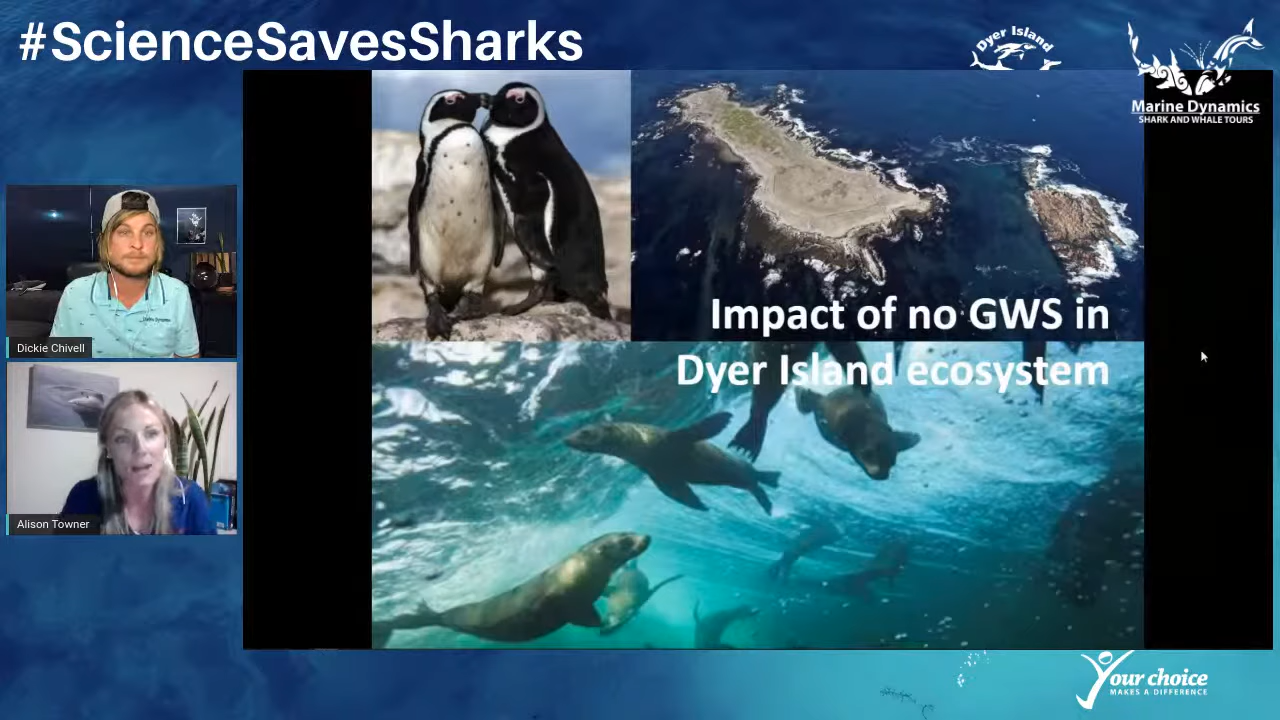 #ScienceSavesSharks
Dyer Island
Marine Dynamics
SHARK AND WHALE TOURS
Impact of no GWS in
Dyer Island ecosystem
Dickie Chivell
Alison Towner
Your choice
MAKES A DIFFERENCE